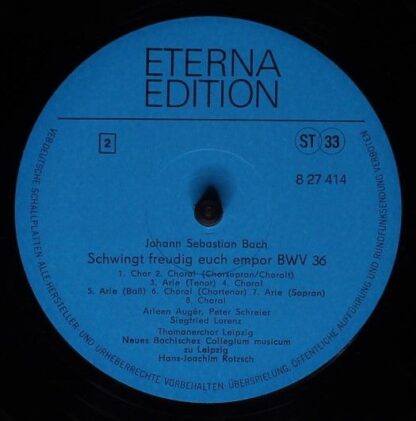 ETERNA
EDITION
2
ST 33
8 27 414
Johann Sebastian Bach
Schwingt freudig euch empor BWV 36
1. Chor 2. Choral (Chorsopran/Choralt)
3. Arie (Tenor) 4. Choral
5. Arie (Baß) 6. Choral (Chortenor) 7. Arie (Sopran)
8. Choral
Arleen Augér, Peter Schreier
Siegfried Lorenz
Thomanerchor Leipzig
Neues Bachisches Collegium musicum
zu Leipzig
Hans-Joachim Rotzsch
VEB DEUTSCHE SCHALLPLATTEN · ALLE HERSTELLER- UND URHEBERRECHTE VORBEHALTEN · ÜBERSPIELUNG, ÖFFENTLICHE AUFFÜHRUNG UND RUNDFUNKSENDUNG VERBOTEN